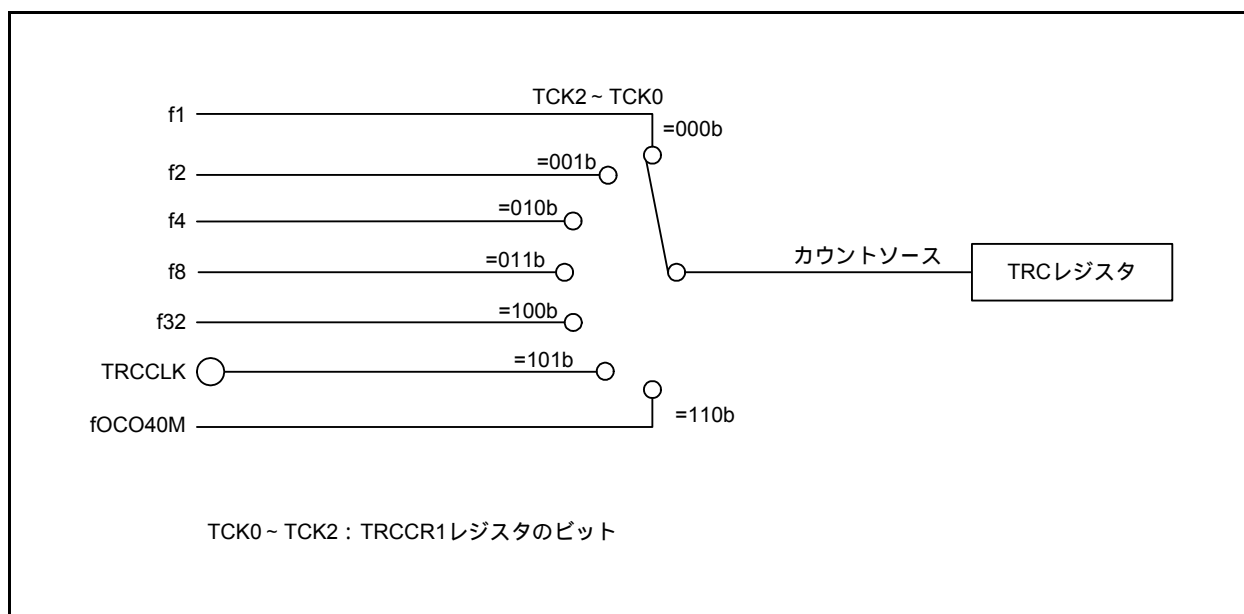 TCK2 ~ TCK0
f1
=000b
f2
=001b
f4
=010b
f8
=011b
カウントソース
TRCレジスタ
f32
=100b
TRCCLK
=101b
fOCO40M
=110b
TCK0 ~ TCK2 : TRCCR1レジスタのビット